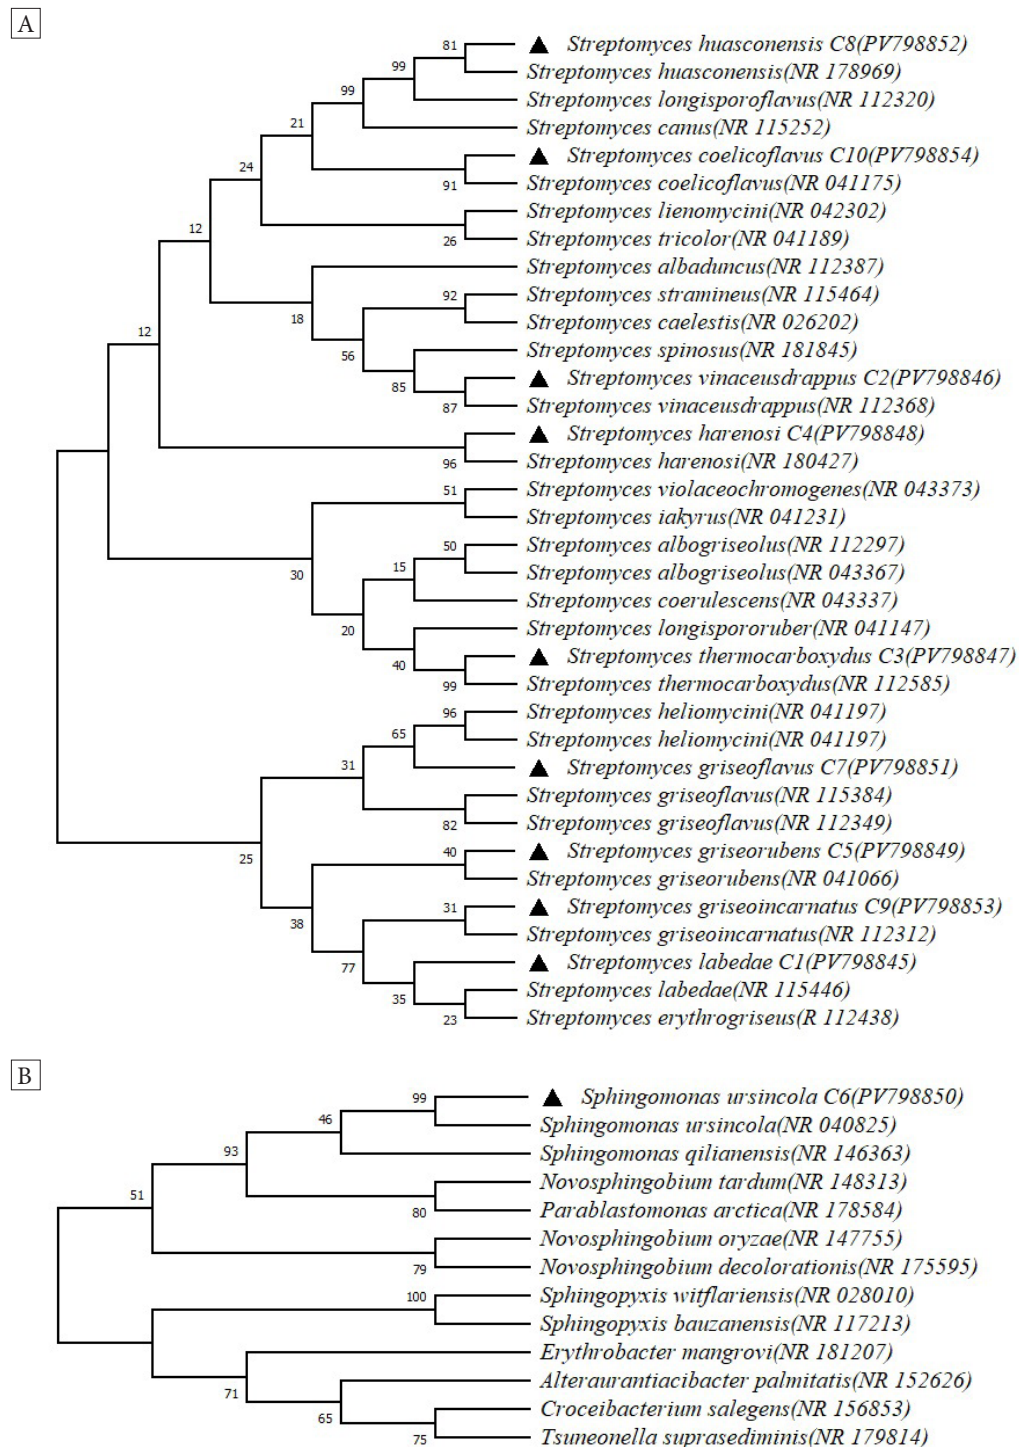 A
81
▲ Streptomyces huasconensis C8(PV798852)
99
Streptomyces huasconensis(NR 178969)
99
Streptomyces longisporoflavus(NR 112320)
21
Streptomyces canus(NR 115252)
▲ Streptomyces coelicoflavus C10(PV798854)
24
91
Streptomyces coelicoflavus(NR 041175)
Streptomyces lienomycini(NR 042302)
12
26
Streptomyces tricolor(NR 041189)
Streptomyces albaduncus(NR 112387)
92
Streptomyces stramineus(NR 115464)
18
Streptomyces caelestis(NR 026202)
12
56
Streptomyces spinosus(NR 181845)
85
▲ Streptomyces vinaceusdrappus C2(PV798846)
87
Streptomyces vinaceusdrappus(NR 112368)
▲ Streptomyces harenosi C4(PV798848)
96
Streptomyces harenosi(NR 180427)
51
Streptomyces violaceochromogenes(NR 043373)
Streptomyces iakyrus(NR 041231)
50
Streptomyces albogriseolus(NR 112297)
30
15
Streptomyces albogriseolus(NR 043367)
Streptomyces coerulescens(NR 043337)
20
Streptomyces longispororuber(NR 041147)
40
▲ Streptomyces thermocarboxydus C3(PV798847)
99
Streptomyces thermocarboxydus(NR 112585)
96
Streptomyces heliomycini(NR 041197)
65
Streptomyces heliomycini(NR 041197)
31
▲ Streptomyces griseoflavus C7(PV798851)
Streptomyces griseoflavus(NR 115384)
82
Streptomyces griseoflavus(NR 112349)
25
40
▲ Streptomyces griseorubens C5(PV798849)
Streptomyces griseorubens(NR 041066)
38
31
▲ Streptomyces griseoincarnatus C9(PV798853)
Streptomyces griseoincarnatus(NR 112312)
77
▲ Streptomyces labedae C1(PV798845)
35
Streptomyces labedae(NR 115446)
23
Streptomyces erythrogriseus(R 112438)
B
99
▲ Sphingomonas ursincola C6(PV798850)
46
Sphingomonas ursincola(NR 040825)
93
Sphingomonas qilianensis(NR 146363)
Novosphingobium tardum(NR 148313)
51
80
Parablastomonas arctica(NR 178584)
Novosphingobium oryzae(NR 147755)
79
Novosphingobium decolorationis(NR 175595)
100
Sphingopyxis witflariensis(NR 028010)
Sphingopyxis bauzanensis(NR 117213)
Erythrobacter mangrovi(NR 181207)
71
Alteraurantiacibacter palmitatis(NR 152626)
65
Croceibacterium salegens(NR 156853)
75
Tsuneonella suprasediminis(NR 179814)